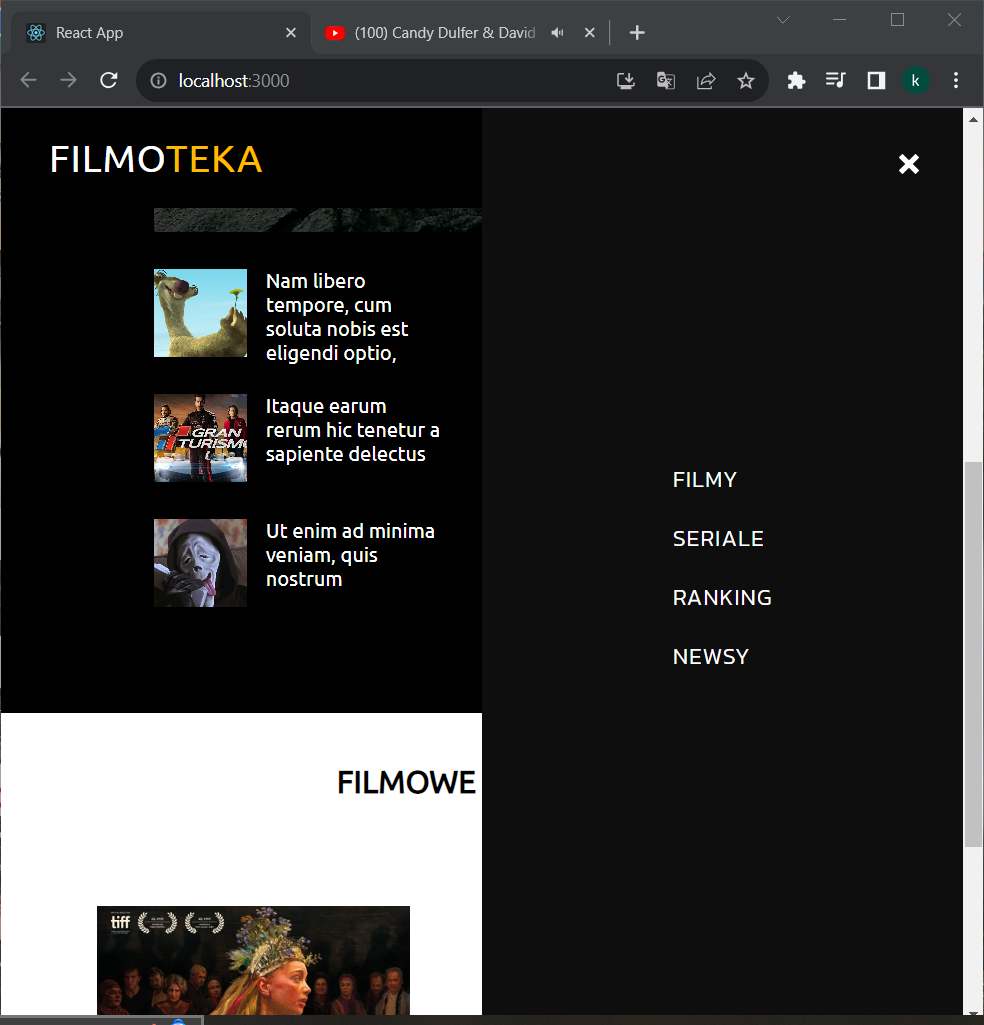 React App
(100) Candy Dulfer & David
localhost:3000
k
FILMOTEKA
Nam libero
tempore, cum
soluta nobis est
eligendi optio,
GRAN
TURISMO
Itaque earum
rerum hic tenetur a
sapiente delectus
Ut enim ad minima
veniam, quis
nostrum
FILMY
SERIALE
RANKING
NEWSY
FILMOWE
tiff